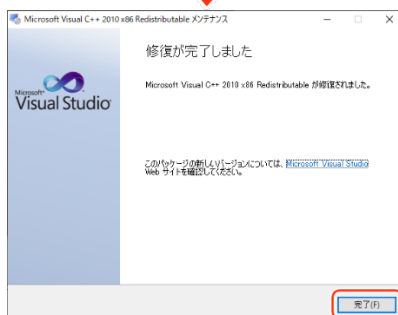 Microsoft Visual C++ 2010 x86 Redistributable メンテナンス
修復が完了しました
Microsoft Visual C++ 2010 x86 Redistributable が修復されました。
Microsoft
Visual Studio
このパッケージの新しいバージョンについては、Microsoft Visual Studio
Web サイトを確認してください。
完了(F)